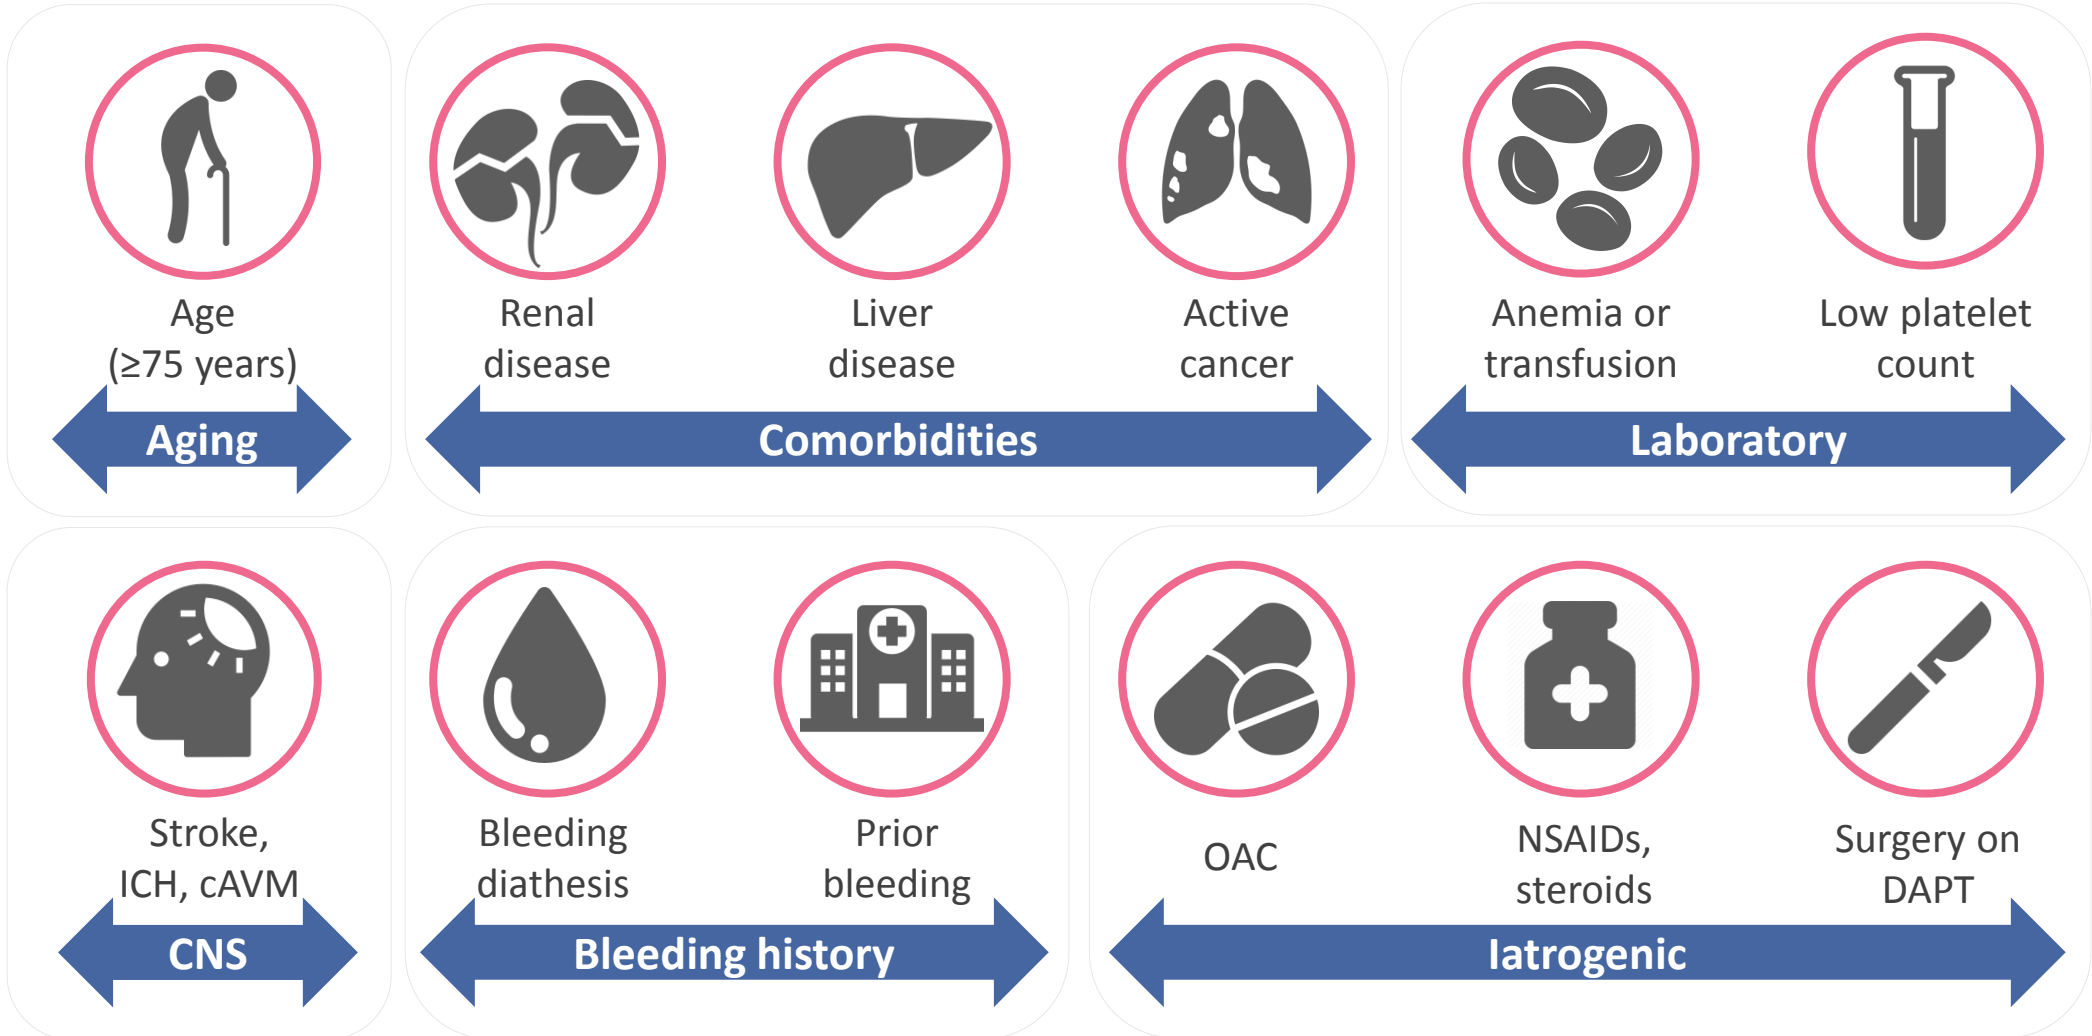 Age
(≥75 years)
Aging
Renal
disease
Liver
disease
Active
cancer
Comorbidities
Anemia or
transfusion
Low platelet
count
Laboratory
Stroke,
ICH, cAVM
CNS
Bleeding
diathesis
Prior
bleeding
Bleeding history
OAC
NSAIDs,
steroids
Surgery on
DAPT
Iatrogenic